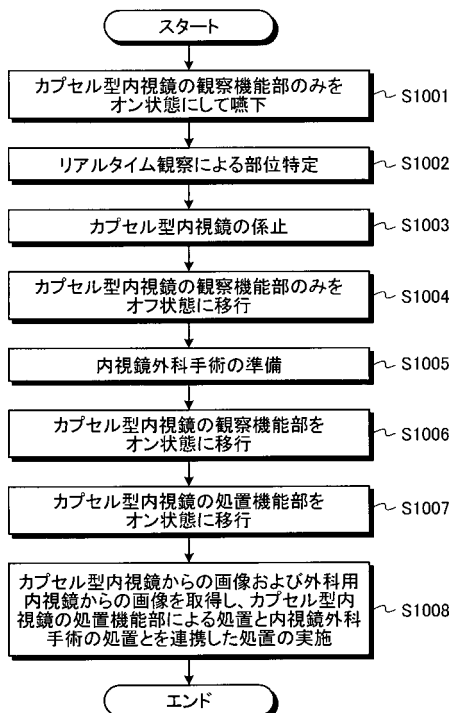 スタート
カプセル型内視鏡の観察機能部のみを
オン状態にして嚥下
S1001
リアルタイム観察による部位特定
S1002
カプセル型内視鏡の係止
S1003
カプセル型内視鏡の観察機能部のみを
オフ状態に移行
S1004
内視鏡外科手術の準備
S1005
カプセル型内視鏡の観察機能部を
オン状態に移行
S1006
カプセル型内視鏡の処置機能部を
オン状態に移行
S1007
カプセル型内視鏡からの画像および外科用
内視鏡からの画像を取得し、カプセル型内
視鏡の処置機能部による処置と内視鏡外科
手術の処置とを連携した処置の実施
S1008
エンド